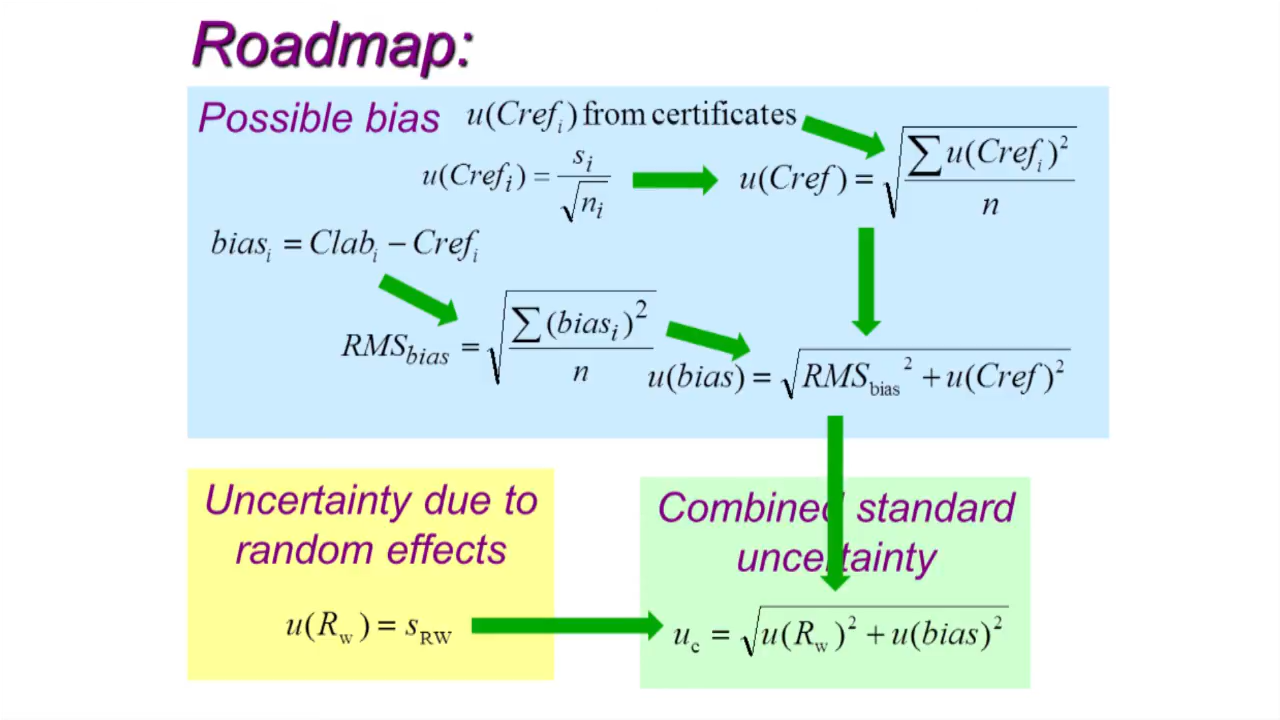 Roadmap:
Possible bias
u(Cref_i) from certificates
u(Cref_i) = s_i / √n_i
u(Cref) = √(∑ u(Cref_i)² / n)
bias_i = Clab_i − Cref_i
RMS_bias = √(∑ (bias_i)² / n)
u(bias) = √(RMS_bias² + u(Cref)²)
Uncertainty due to
random effects
u(R_w) = s_RW
Combined standard
uncertainty
u_c = √(u(R_w)² + u(bias)²)